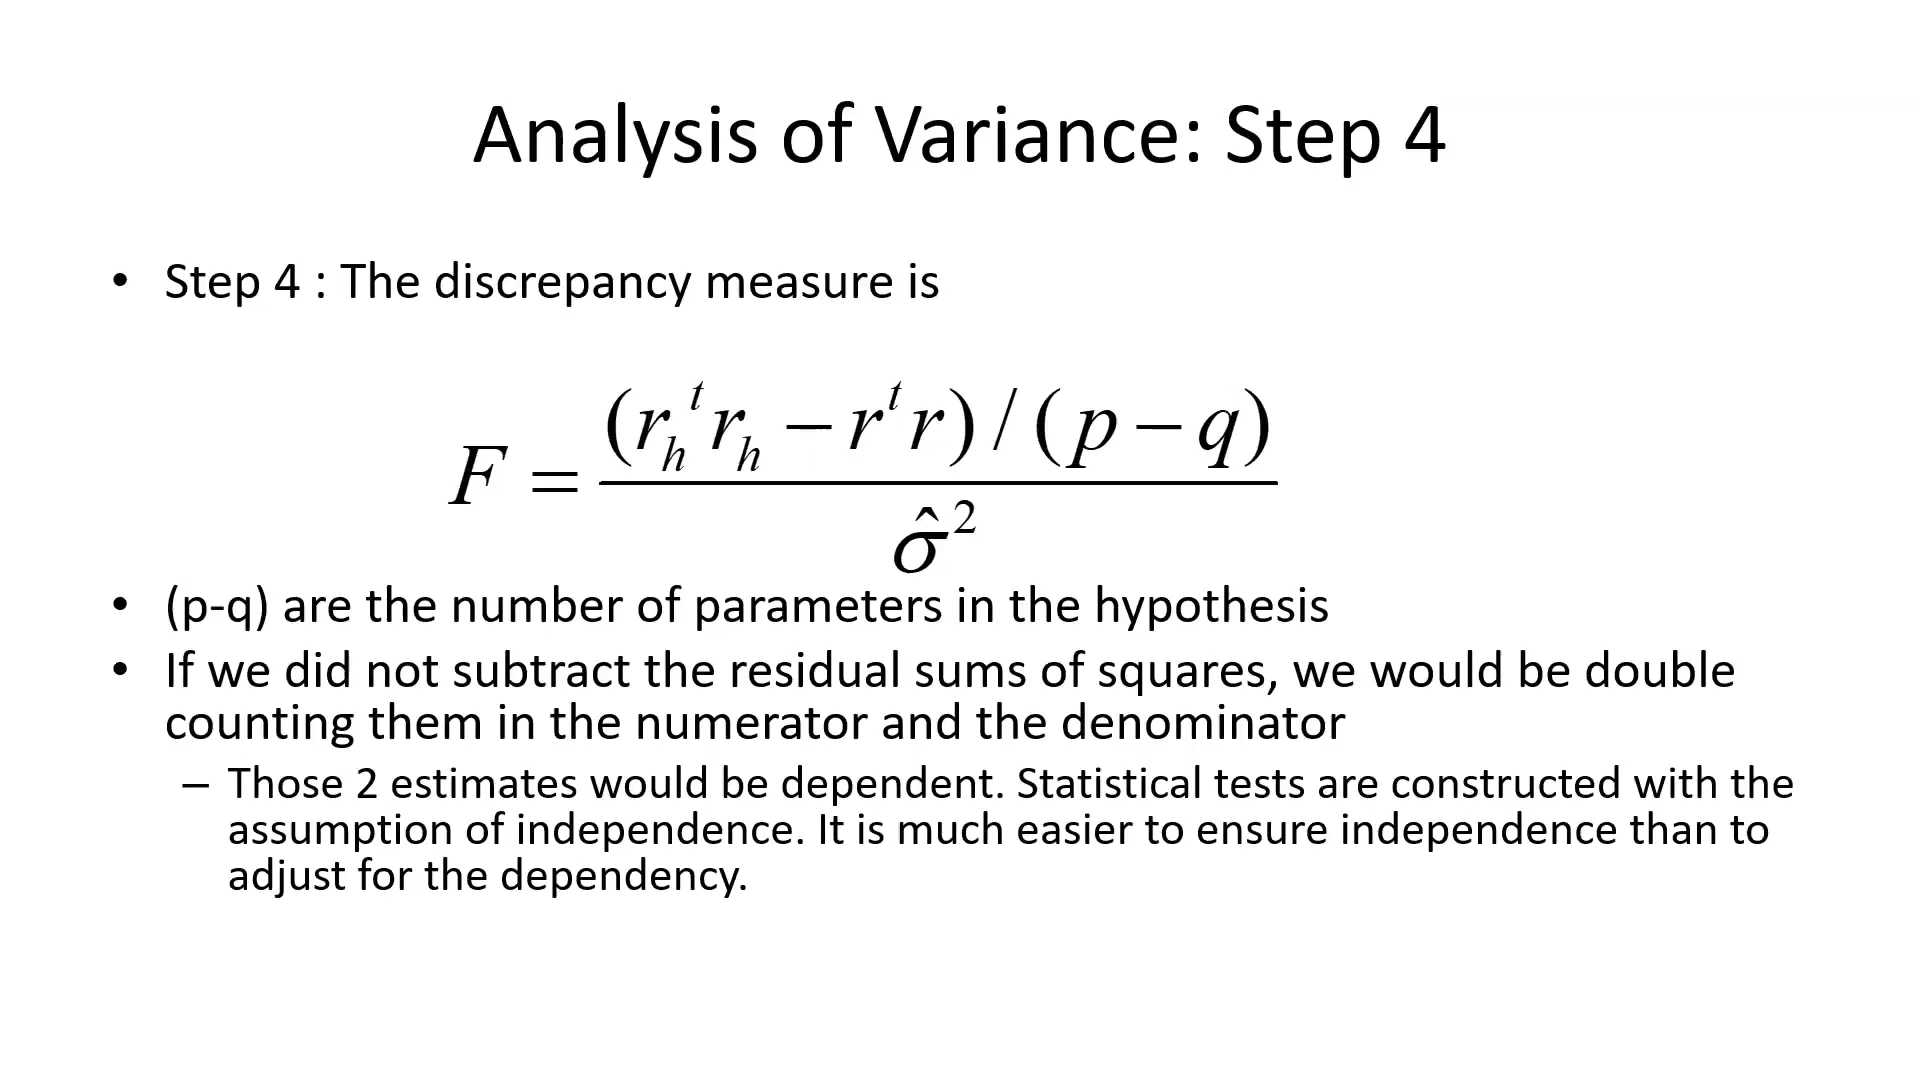 Analysis of Variance: Step 4
• Step 4 : The discrepancy measure is
F = \frac{(r_h^t r_h - r^t r) / (p - q)}{\hat{\sigma}^2}
• (p-q) are the number of parameters in the hypothesis
• If we did not subtract the residual sums of squares, we would be double
counting them in the numerator and the denominator
– Those 2 estimates would be dependent. Statistical tests are constructed with the
assumption of independence. It is much easier to ensure independence than to
adjust for the dependency.